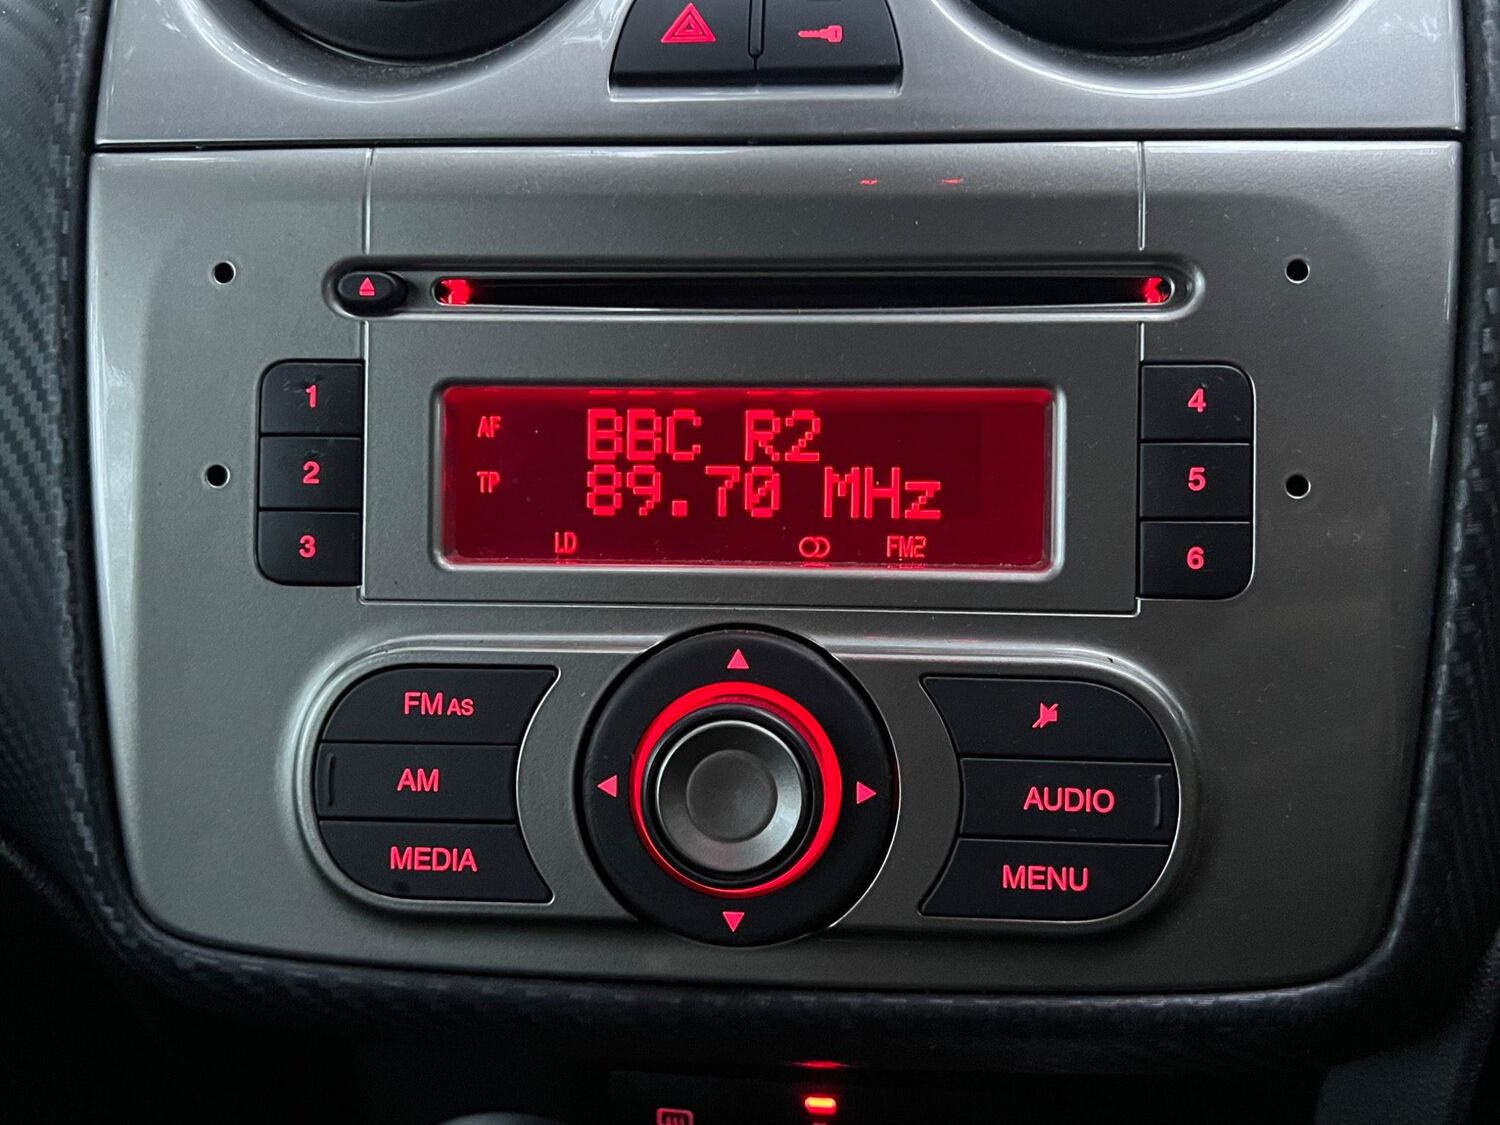 1
2
3
AF
TP
BBC R2
89.70 MHz
LD
FM2
4
5
6
FM AS
AM
MEDIA
AUDIO
MENU